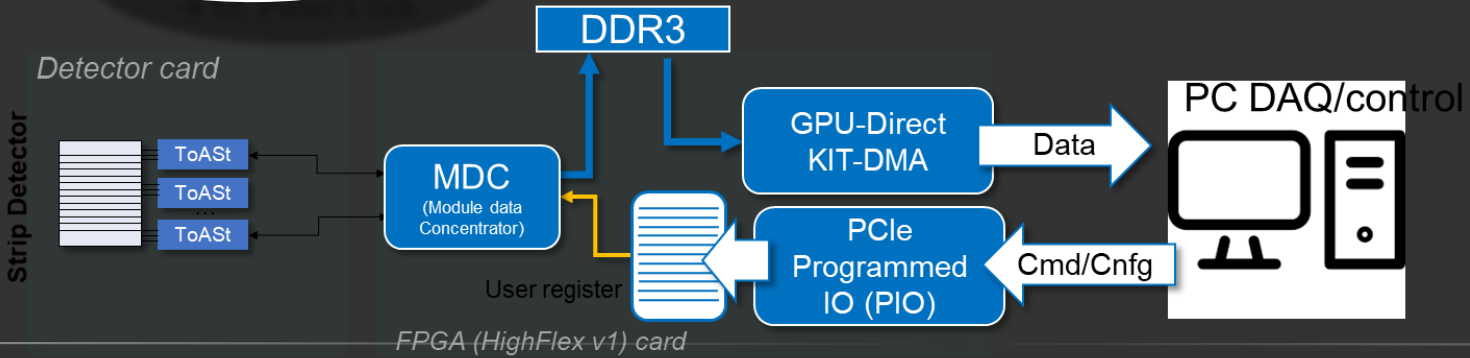 DDR3
Detector card
PC DAQ/control
Strip Detector
ToASt
ToASt
...
ToASt
MDC
(Module data
Concentrator)
GPU-Direct
KIT-DMA
Data
User register
PCIe
Programmed
IO (PIO)
Cmd/Cnfg
FPGA (HighFlex v1) card